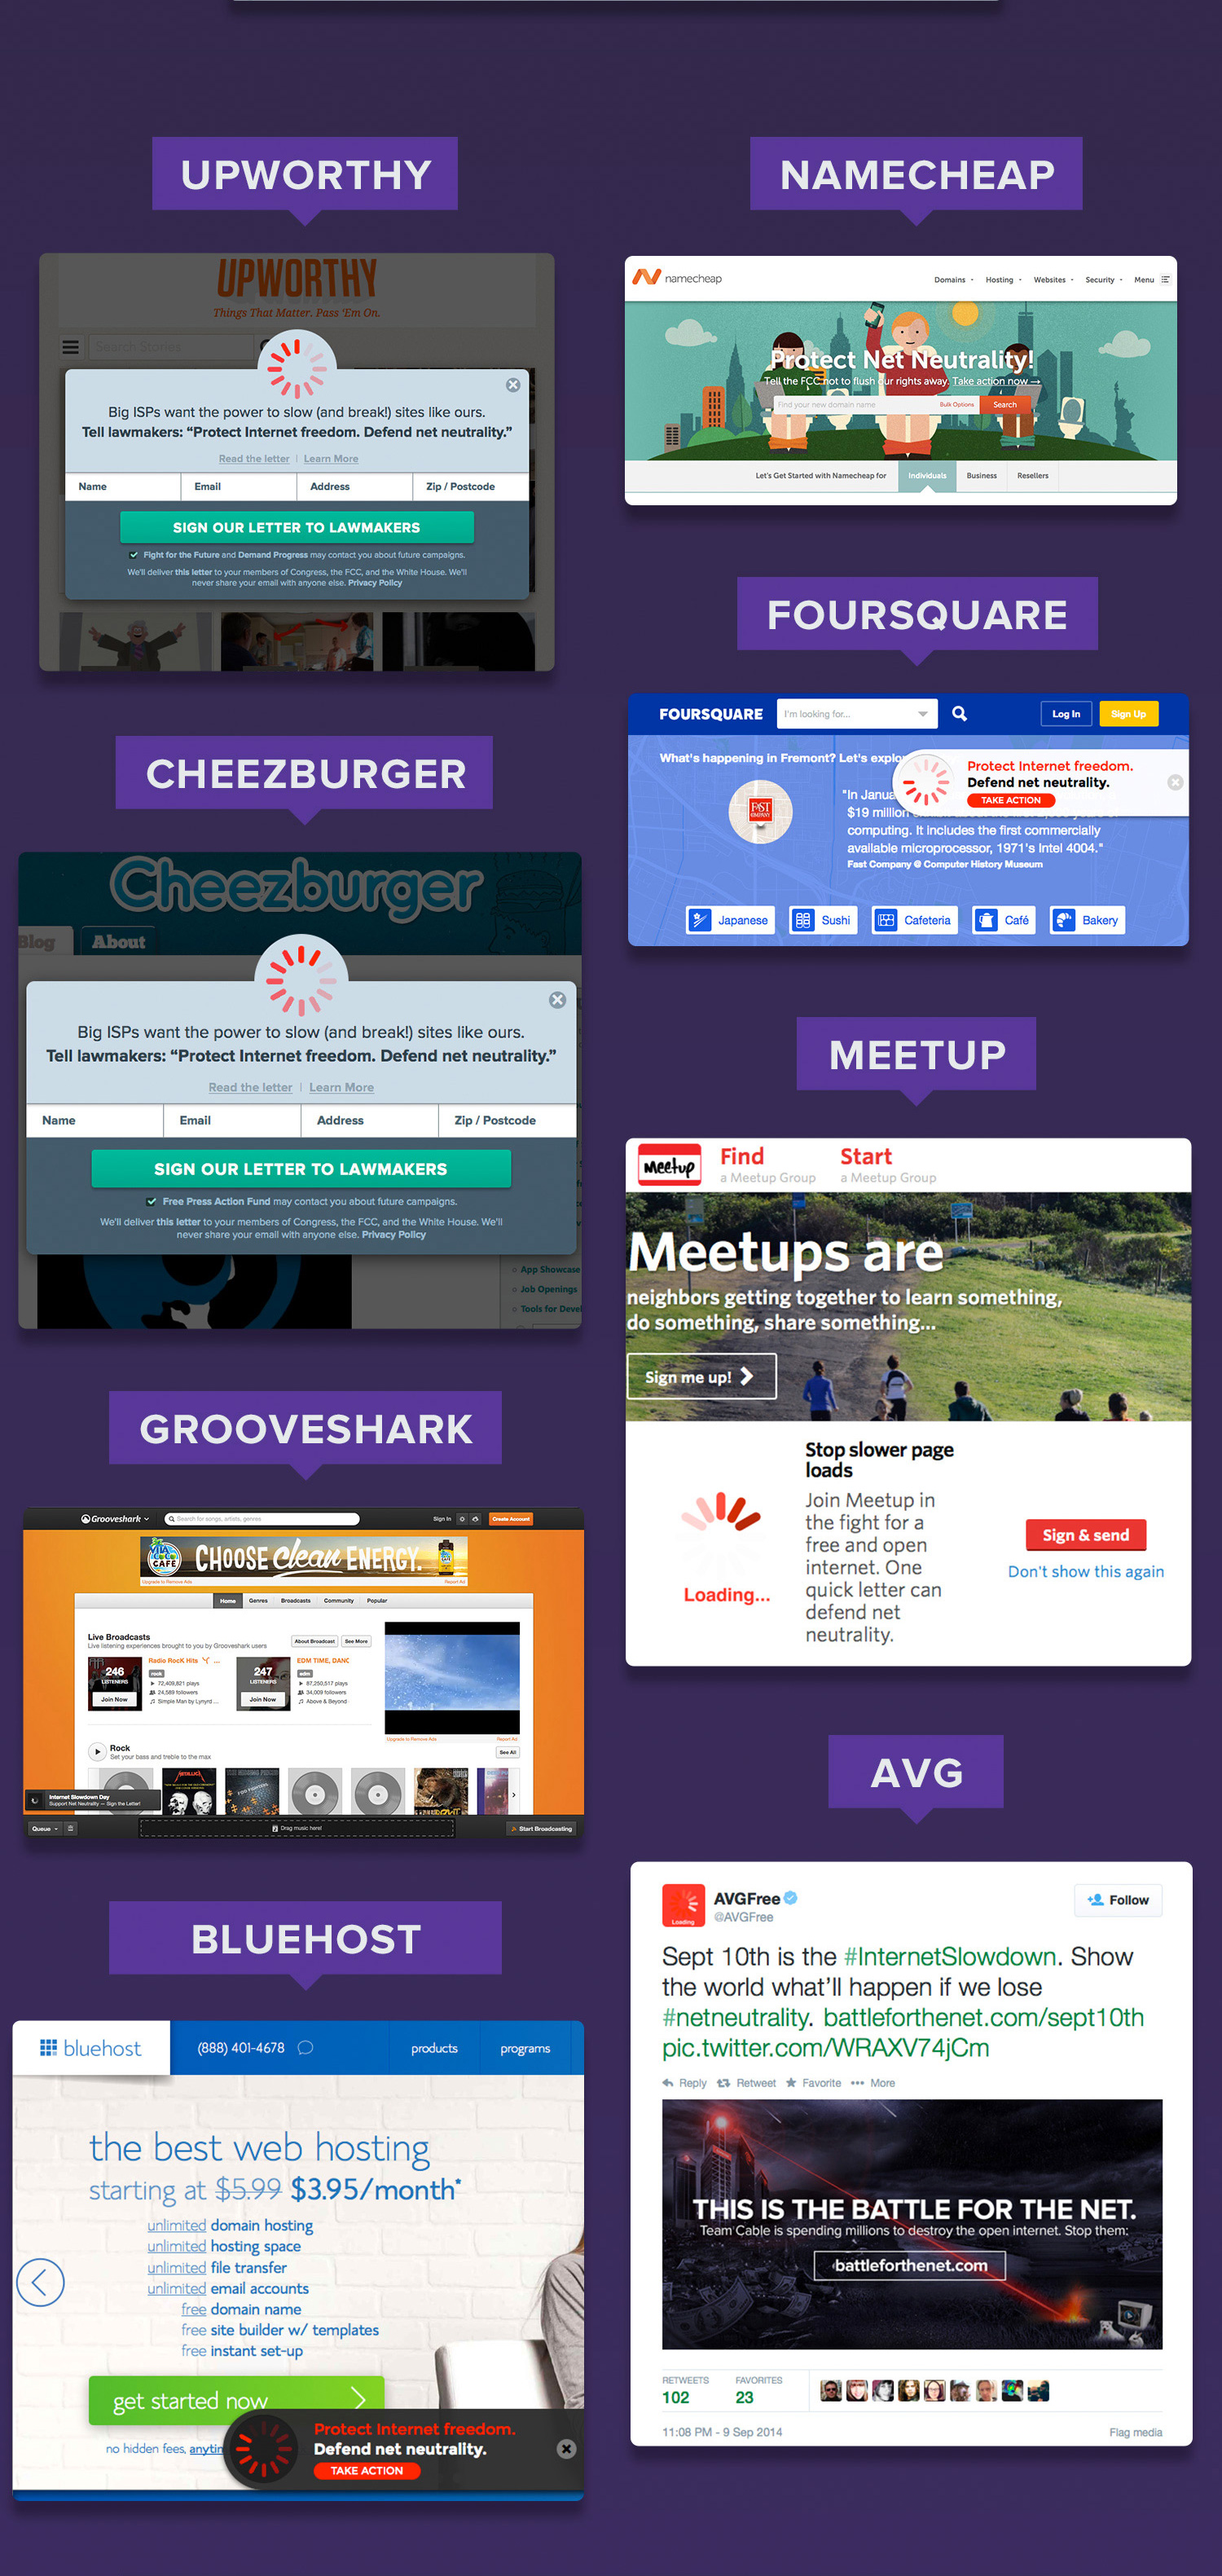 UPWORTHY
UPWORTHY
Things That Matter. Pass 'Em On.
Search Stories
Big ISPs want the power to slow (and break!) sites like ours.
Tell lawmakers: “Protect Internet freedom. Defend net neutrality.”
Read the letter | Learn More
Name Email Address Zip / Postcode
SIGN OUR LETTER TO LAWMAKERS
Fight for the Future and Demand Progress may contact you about future campaigns.
We'll deliver this letter to your members of Congress, the FCC, and the White House. We'll
never share your email with anyone else. Privacy Policy
CHEEZBURGER
Cheezburger
Blog About
Big ISPs want the power to slow (and break!) sites like ours.
Tell lawmakers: “Protect Internet freedom. Defend net neutrality.”
Read the letter | Learn More
Name Email Address Zip / Postcode
SIGN OUR LETTER TO LAWMAKERS
Free Press Action Fund may contact you about future campaigns.
We'll deliver this letter to your members of Congress, the FCC, and the White House. We'll
never share your email with anyone else. Privacy Policy
App Showcase
Job Openings
Tools for Devel
GROOVESHARK
Grooveshark
Search for songs, artists, genres
Sign In
Create Account
VITA COCO CAFÉ
CHOOSE clean ENERGY.
Upgrade to Remove Ads Report Ad
Home Genres Broadcasts Community Popular
Live Broadcasts
Live listening experiences brought to you by Grooveshark users
About Broadcast See More
246
LISTENERS
Join Now
Radio RocK Hits ...
rock
72,409,821 plays
24,589 followers
Simple Man by Lynyrd ...
247
LISTENERS
Join Now
EDM TIME, DANC
edm
87,250,517 plays
34,009 followers
Above & Beyond
Upgrade to Remove Ads Report Ad
Rock
Set your bass and treble to the max
See All
METALLICA
FOO FIGHTERS
Internet Slowdown Day
Support Net Neutrality — Sign the Letter!
Queue
Drag music here!
Start Broadcasting
BLUEHOST
bluehost
(888) 401-4678
products programs
the best web hosting
starting at $5.99 $3.95/month*
unlimited domain hosting
unlimited hosting space
unlimited file transfer
unlimited email accounts
free domain name
free site builder w/ templates
free instant set-up
get started now
no hidden fees, anytim
Protect Internet freedom.
Defend net neutrality.
TAKE ACTION
NAMECHEAP
namecheap
Domains Hosting Websites Security Menu
Protect Net Neutrality!
Tell the FCC not to flush our rights away. Take action now →
Find your new domain name Bulk Options Search
Let's Get Started with Namecheap for Individuals Business Resellers
FOURSQUARE
FOURSQUARE
I'm looking for...
Log In Sign Up
What's happening in Fremont? Let's explor
Protect Internet freedom.
Defend net neutrality.
TAKE ACTION
FAST COMPANY
"In Janua
$19 million
computing. It includes the first commercially
available microprocessor, 1971's Intel 4004."
Fast Company @ Computer History Museum
Japanese Sushi Cafeteria Café Bakery
MEETUP
Meetup
Find
a Meetup Group
Start
a Meetup Group
Meetups are
neighbors getting together to learn something,
do something, share something...
Sign me up!
Loading...
Stop slower page
loads
Join Meetup in
the fight for a
free and open
internet. One
quick letter can
defend net
neutrality.
Sign & send
Don't show this again
AVG
Loading
AVGFree
@AVGFree
Follow
Sept 10th is the #InternetSlowdown. Show
the world what'll happen if we lose
#netneutrality. battleforthenet.com/sept10th
pic.twitter.com/WRAXV74jCm
Reply Retweet Favorite More
THIS IS THE BATTLE FOR THE NET.
Team Cable is spending millions to destroy the open internet. Stop them:
battleforthenet.com
RETWEETS FAVORITES
102 23
11:08 PM - 9 Sep 2014
Flag media